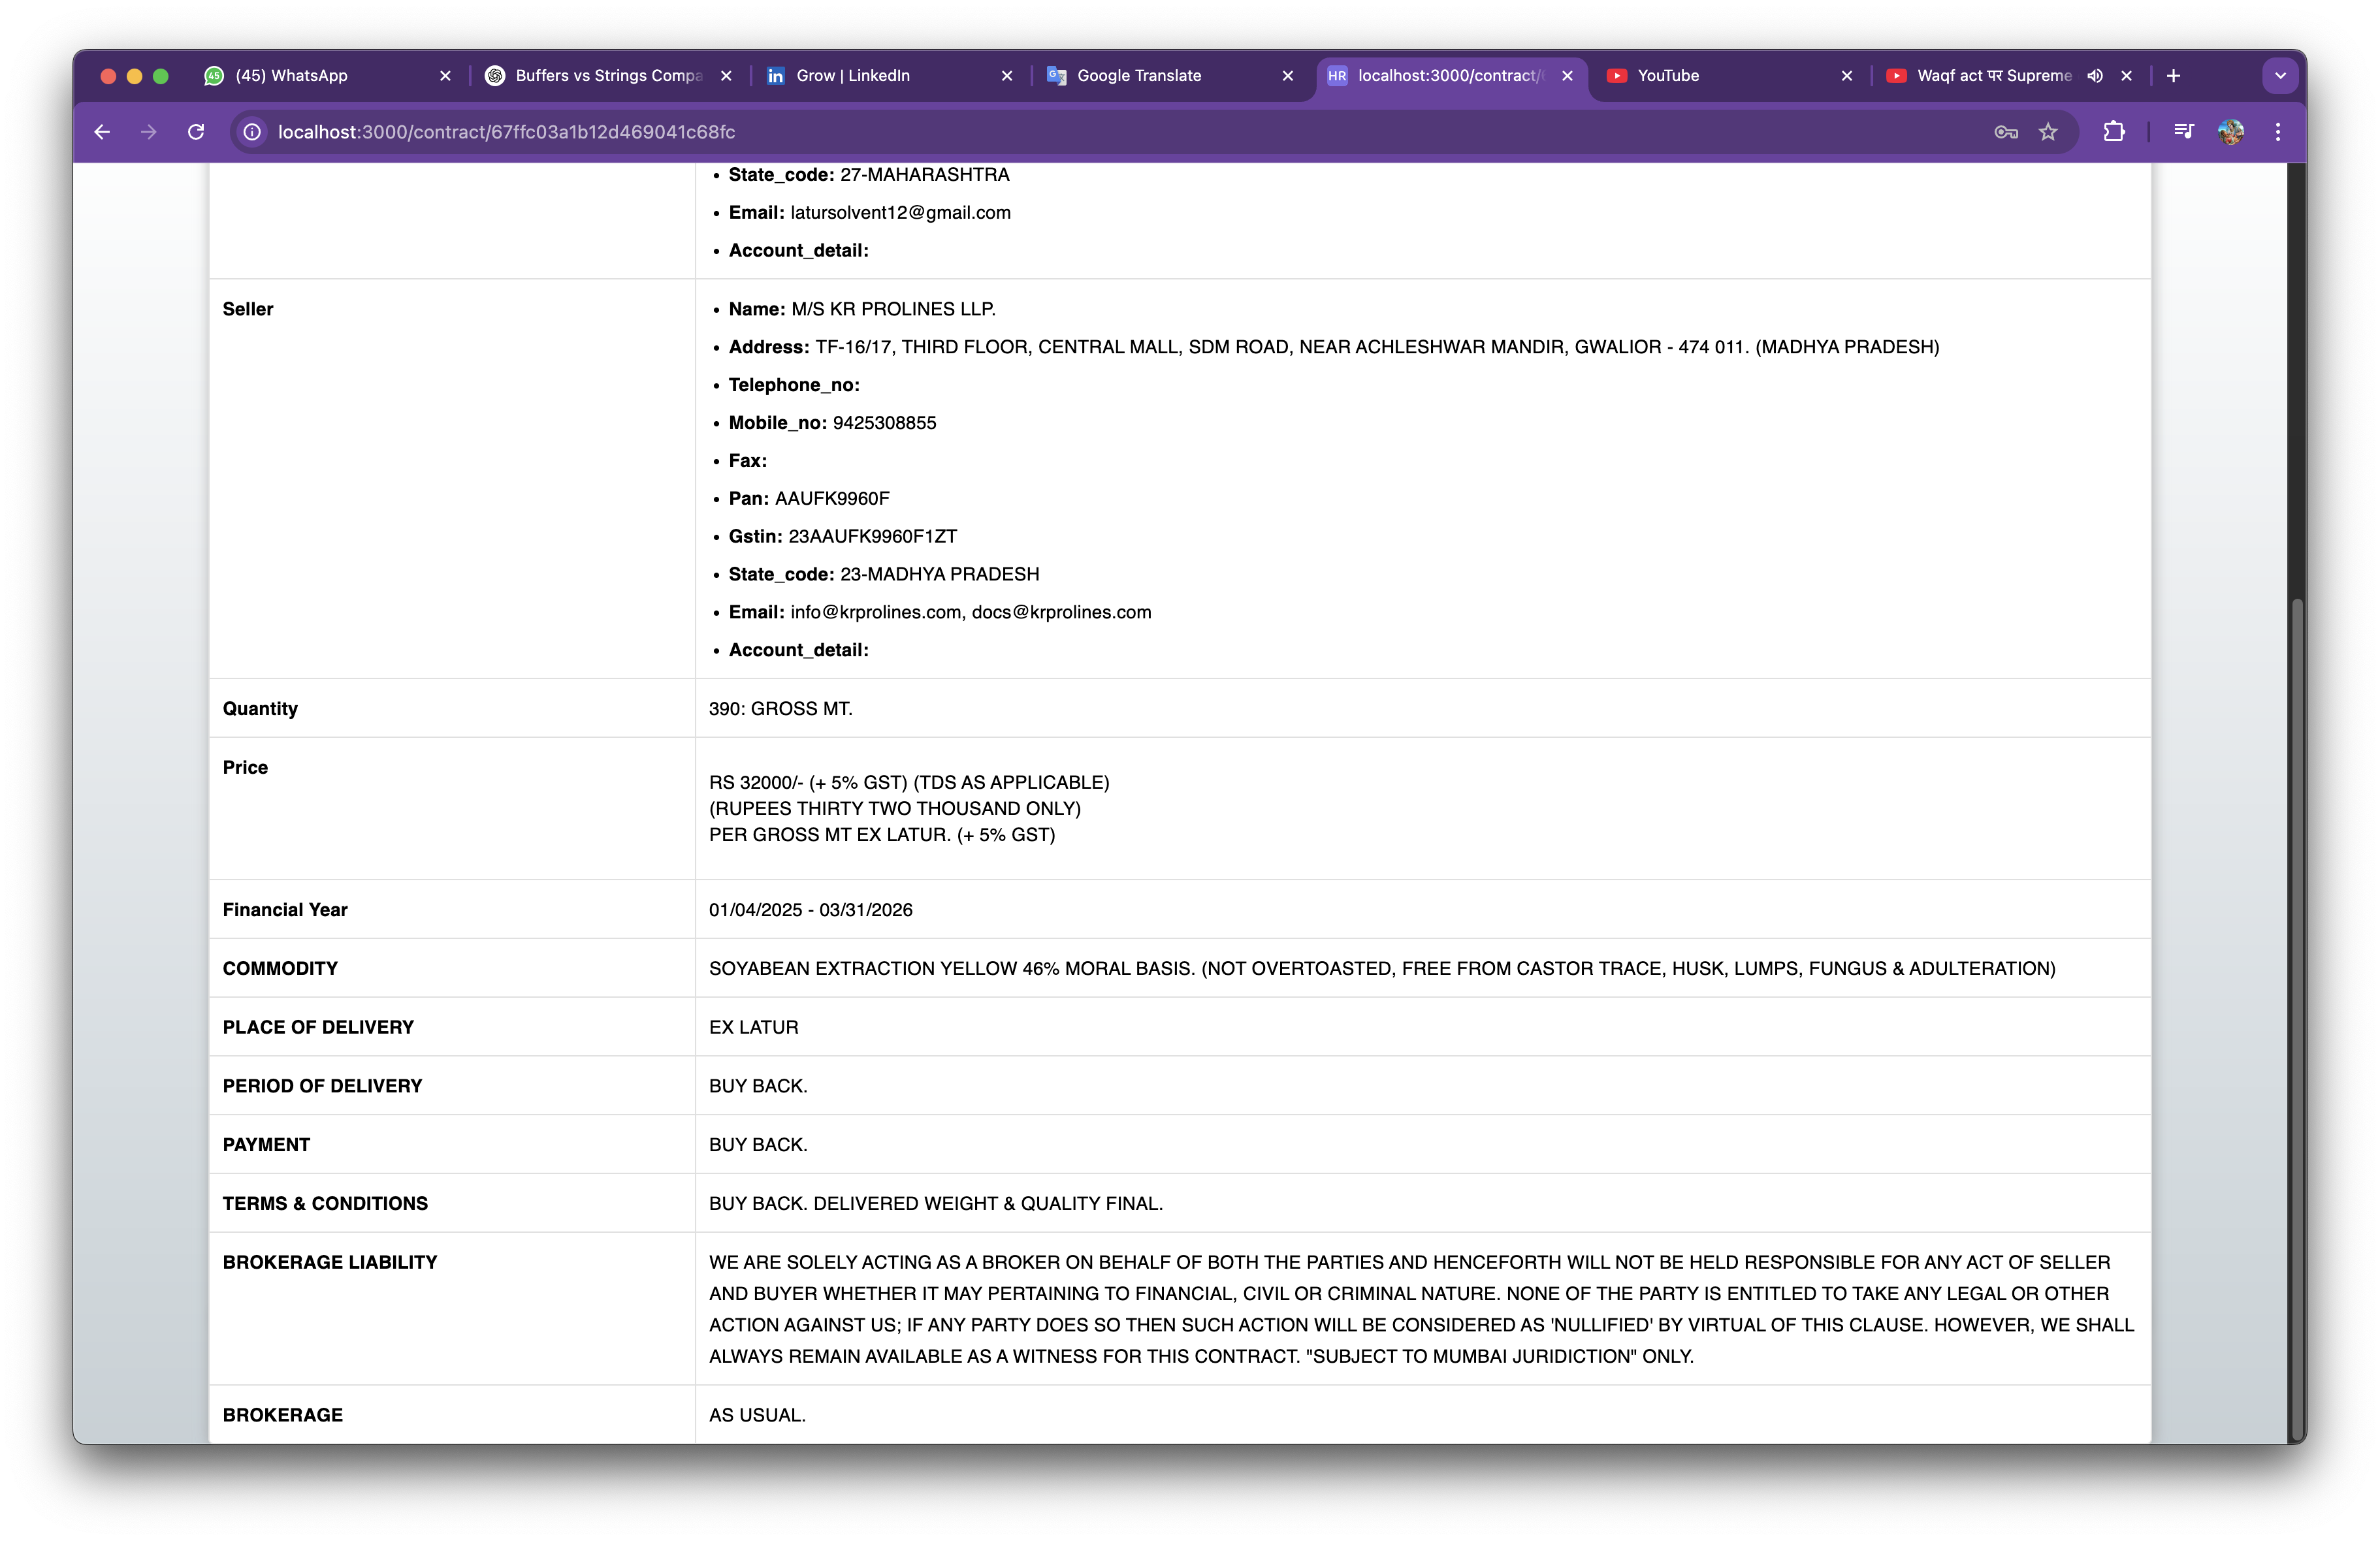 (45) WhatsApp
Buffers vs Strings Compa
Grow | LinkedIn
Google Translate
HR localhost:3000/contract/
YouTube
Waqf act पर Supreme
localhost:3000/contract/67ffc03a1b12d469041c68fc
State_code: 27-MAHARASHTRA
Email: latursolvent12@gmail.com
Account_detail:
Seller
Name: M/S KR PROLINES LLP.
Address: TF-16/17, THIRD FLOOR, CENTRAL MALL, SDM ROAD, NEAR ACHLESHWAR MANDIR, GWALIOR - 474 011. (MADHYA PRADESH)
Telephone_no:
Mobile_no: 9425308855
Fax:
Pan: AAUFK9960F
Gstin: 23AAUFK9960F1ZT
State_code: 23-MADHYA PRADESH
Email: info@krprolines.com, docs@krprolines.com
Account_detail:
Quantity
390: GROSS MT.
Price
RS 32000/- (+ 5% GST) (TDS AS APPLICABLE)
(RUPEES THIRTY TWO THOUSAND ONLY)
PER GROSS MT EX LATUR. (+ 5% GST)
Financial Year
01/04/2025 - 03/31/2026
COMMODITY
SOYABEAN EXTRACTION YELLOW 46% MORAL BASIS. (NOT OVERTOASTED, FREE FROM CASTOR TRACE, HUSK, LUMPS, FUNGUS & ADULTERATION)
PLACE OF DELIVERY
EX LATUR
PERIOD OF DELIVERY
BUY BACK.
PAYMENT
BUY BACK.
TERMS & CONDITIONS
BUY BACK. DELIVERED WEIGHT & QUALITY FINAL.
BROKERAGE LIABILITY
WE ARE SOLELY ACTING AS A BROKER ON BEHALF OF BOTH THE PARTIES AND HENCEFORTH WILL NOT BE HELD RESPONSIBLE FOR ANY ACT OF SELLER
AND BUYER WHETHER IT MAY PERTAINING TO FINANCIAL, CIVIL OR CRIMINAL NATURE. NONE OF THE PARTY IS ENTITLED TO TAKE ANY LEGAL OR OTHER
ACTION AGAINST US; IF ANY PARTY DOES SO THEN SUCH ACTION WILL BE CONSIDERED AS 'NULLIFIED' BY VIRTUAL OF THIS CLAUSE. HOWEVER, WE SHALL
ALWAYS REMAIN AVAILABLE AS A WITNESS FOR THIS CONTRACT. "SUBJECT TO MUMBAI JURIDICTION" ONLY.
BROKERAGE
AS USUAL.